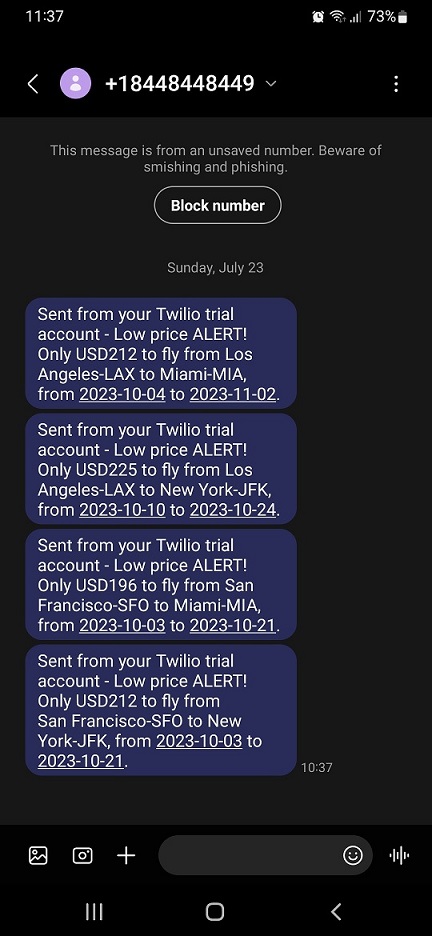 11:37
73%
+18448448449
This message is from an unsaved number. Beware of
smishing and phishing.
Block number
Sunday, July 23
Sent from your Twilio trial
account - Low price ALERT!
Only USD212 to fly from Los
Angeles-LAX to Miami-MIA,
from 2023-10-04 to 2023-11-02.
Sent from your Twilio trial
account - Low price ALERT!
Only USD225 to fly from Los
Angeles-LAX to New York-JFK,
from 2023-10-10 to 2023-10-24.
Sent from your Twilio trial
account - Low price ALERT!
Only USD196 to fly from San
Francisco-SFO to Miami-MIA,
from 2023-10-03 to 2023-10-21.
Sent from your Twilio trial
account - Low price ALERT!
Only USD212 to fly from
San Francisco-SFO to New
York-JFK, from 2023-10-03 to
2023-10-21.
10:37